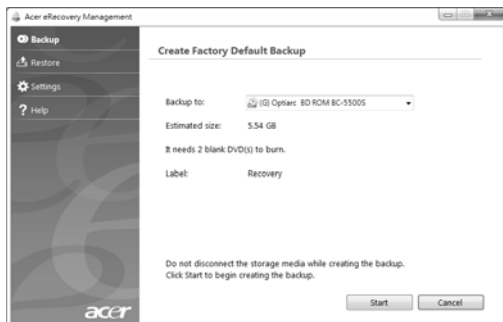 Acer eRecovery Management
Backup
Restore
Settings
Help
Create Factory Default Backup
Backup to: (G) Optiarc BD ROM BC-5500S
Estimated size: 5.54 GB
It needs 2 blank DVD(s) to burn.
Label: Recovery
Do not disconnect the storage media while creating the backup.
Click Start to begin creating the backup.
Start Cancel
acer